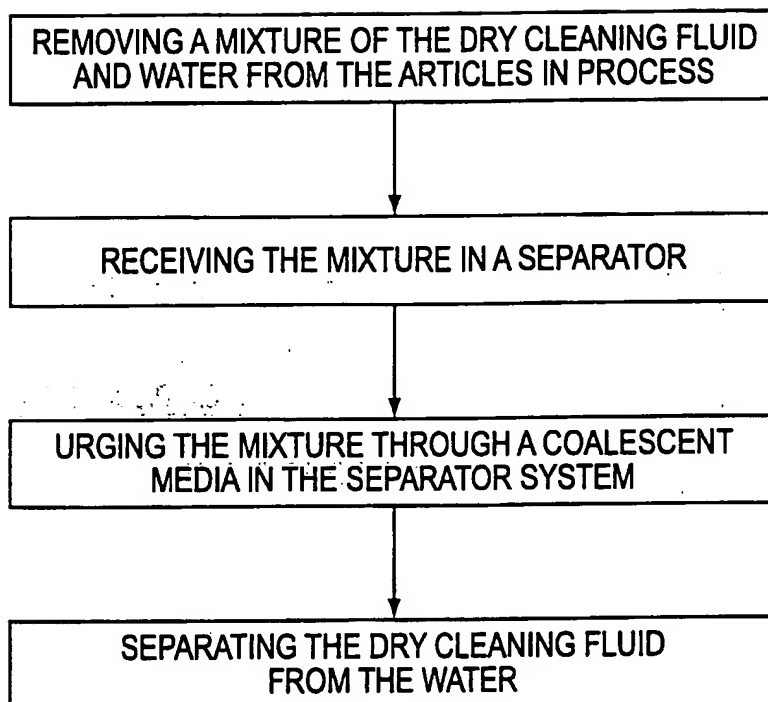 REMOVING A MIXTURE OF THE DRY CLEANING FLUID
AND WATER FROM THE ARTICLES IN PROCESS
RECEIVING THE MIXTURE IN A SEPARATOR
URGING THE MIXTURE THROUGH A COALESCENT
MEDIA IN THE SEPARATOR SYSTEM
SEPARATING THE DRY CLEANING FLUID
FROM THE WATER